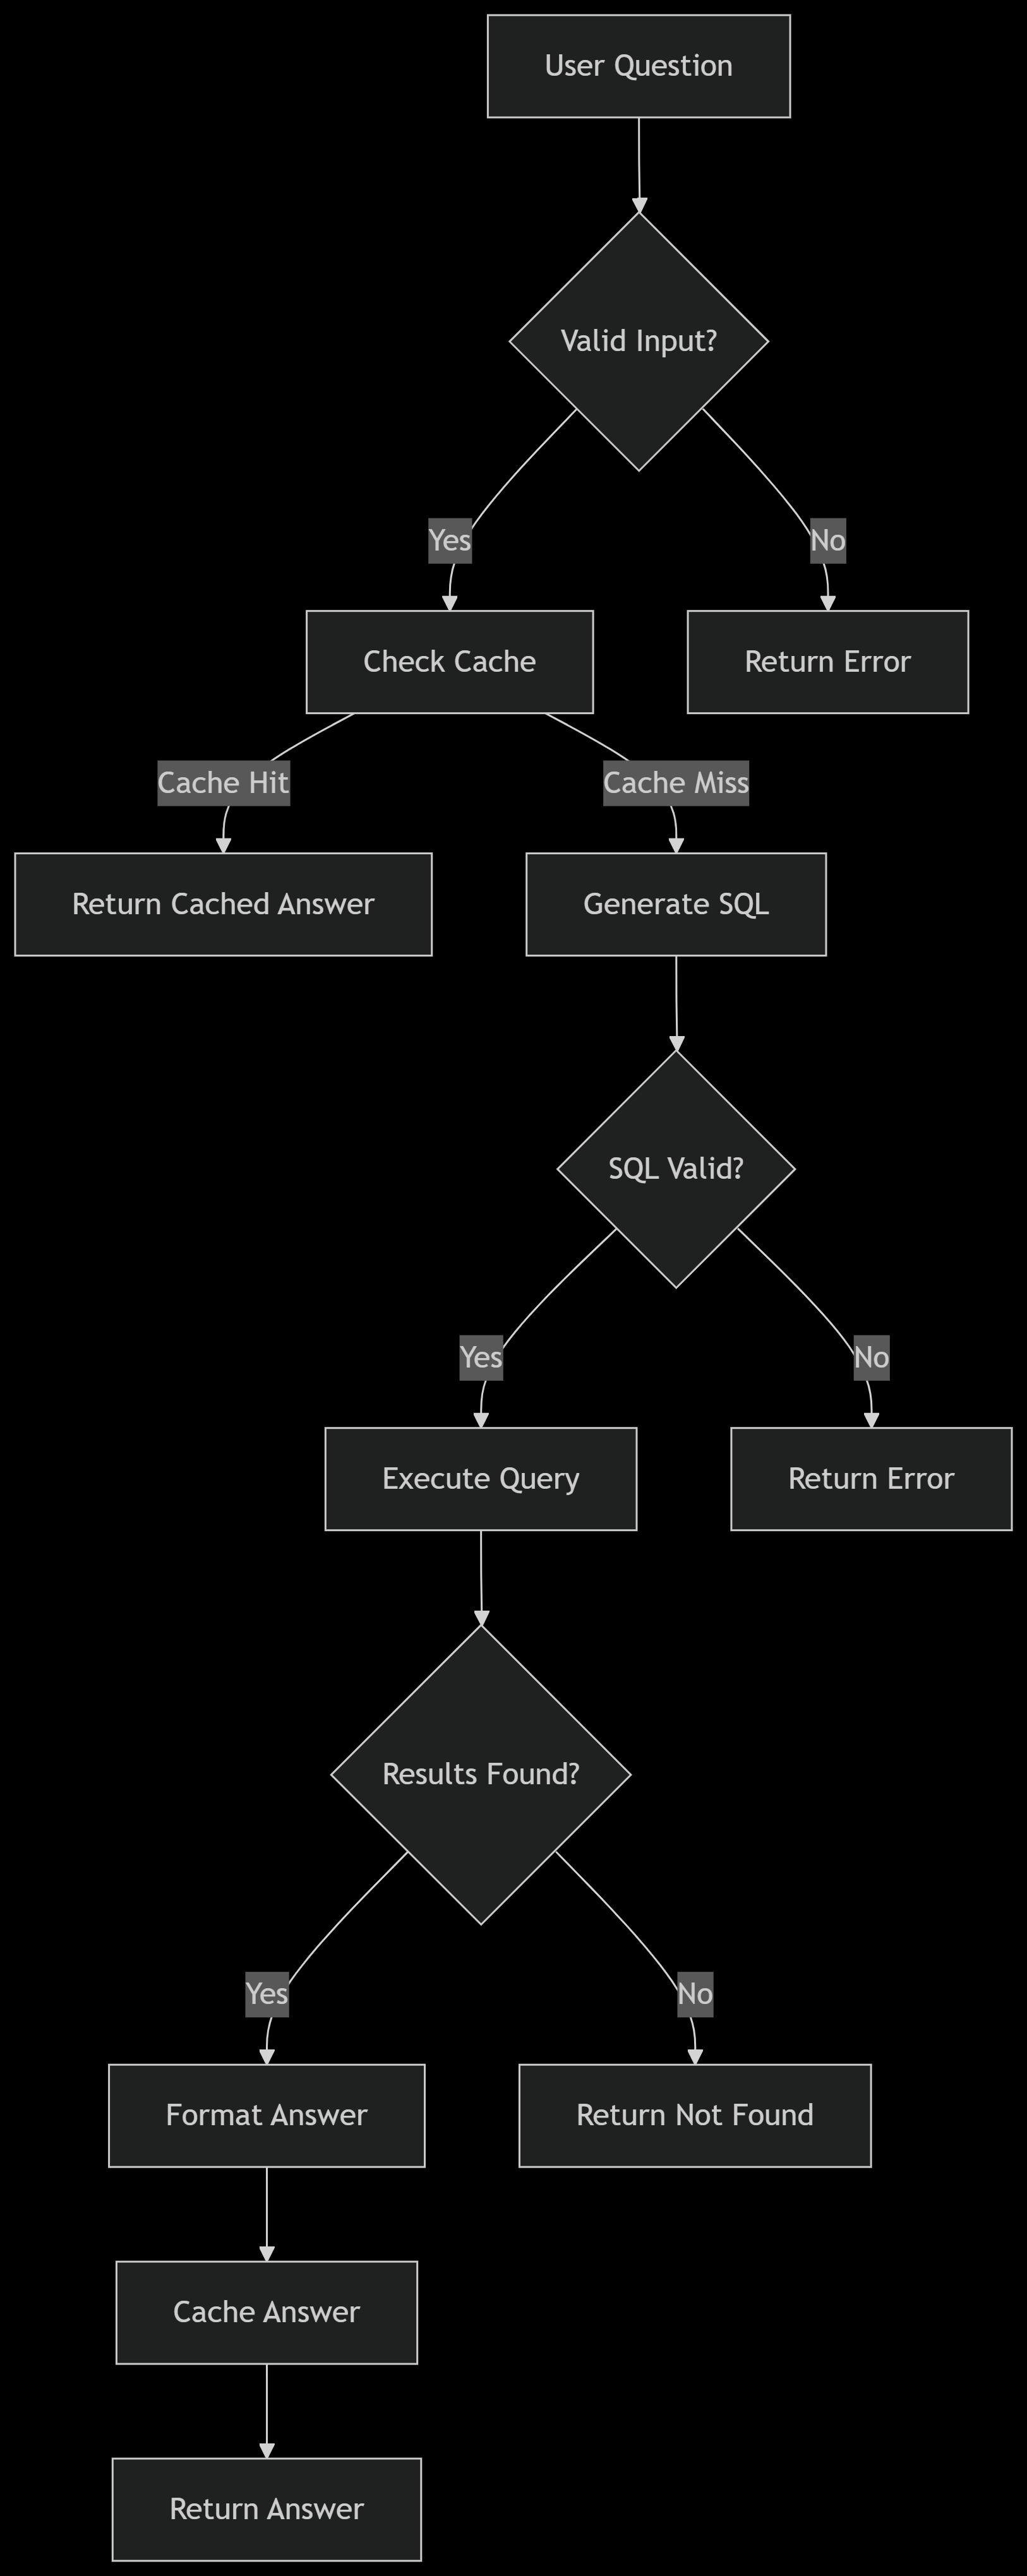 User Question
Valid Input?
Yes
No
Check Cache
Return Error
Cache Hit
Cache Miss
Return Cached Answer
Generate SQL
SQL Valid?
Yes
No
Execute Query
Return Error
Results Found?
Yes
No
Format Answer
Return Not Found
Cache Answer
Return Answer